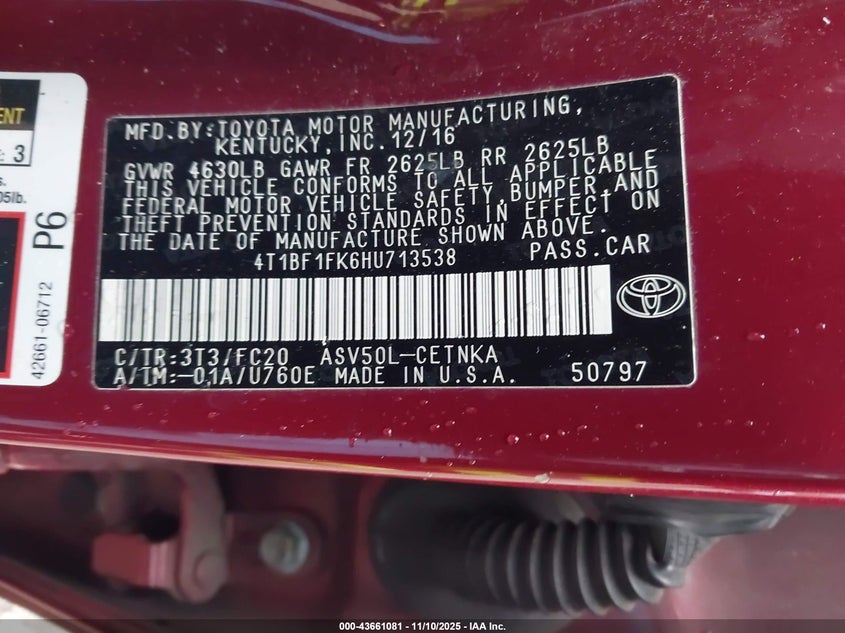 ENT
: 3
s.
05lb.
P6
42661-06712
MFD.BY:TOYOTA MOTOR MANUFACTURING,
KENTUCKY,INC.12/16
GVWR 4630LB GAWR FR 2625LB RR 2625LB
THIS VEHICLE CONFORMS TO ALL APPLICABLE
FEDERAL MOTOR VEHICLE SAFETY,BUMPER,AND
THEFT PREVENTION STANDARDS IN EFFECT ON
THE DATE OF MANUFACTURE SHOWN ABOVE.
4T1BF1FK6HU713538 PASS.CAR
C/TR:3T3/FC20 ASV50L-CETNKA
A/TM:-01A/U760E MADE IN U.S.A. 50797
000-43661081 - 11/10/2025 - IAA Inc.